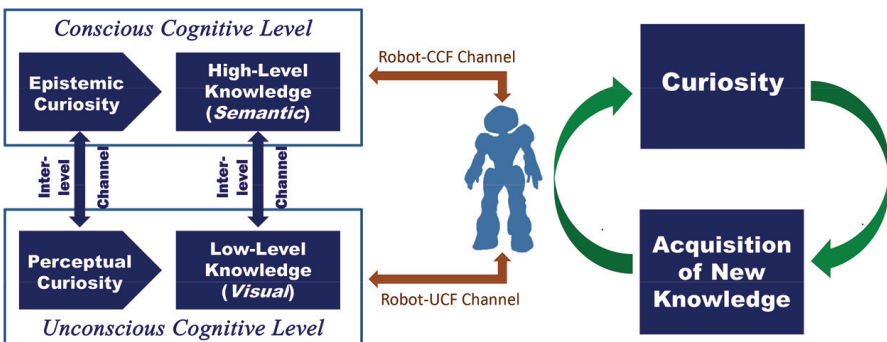 Conscious Cognitive Level
Epistemic
Curiosity
High-Level
Knowledge
(Semantic)
Inter-
level
Channel
Inter-
level
Channel
Perceptual
Curiosity
Low-Level
Knowledge
(Visual)
Unconscious Cognitive Level
Robot-CCF Channel
Robot-UCF Channel
Curiosity
Acquisition
of New
Knowledge